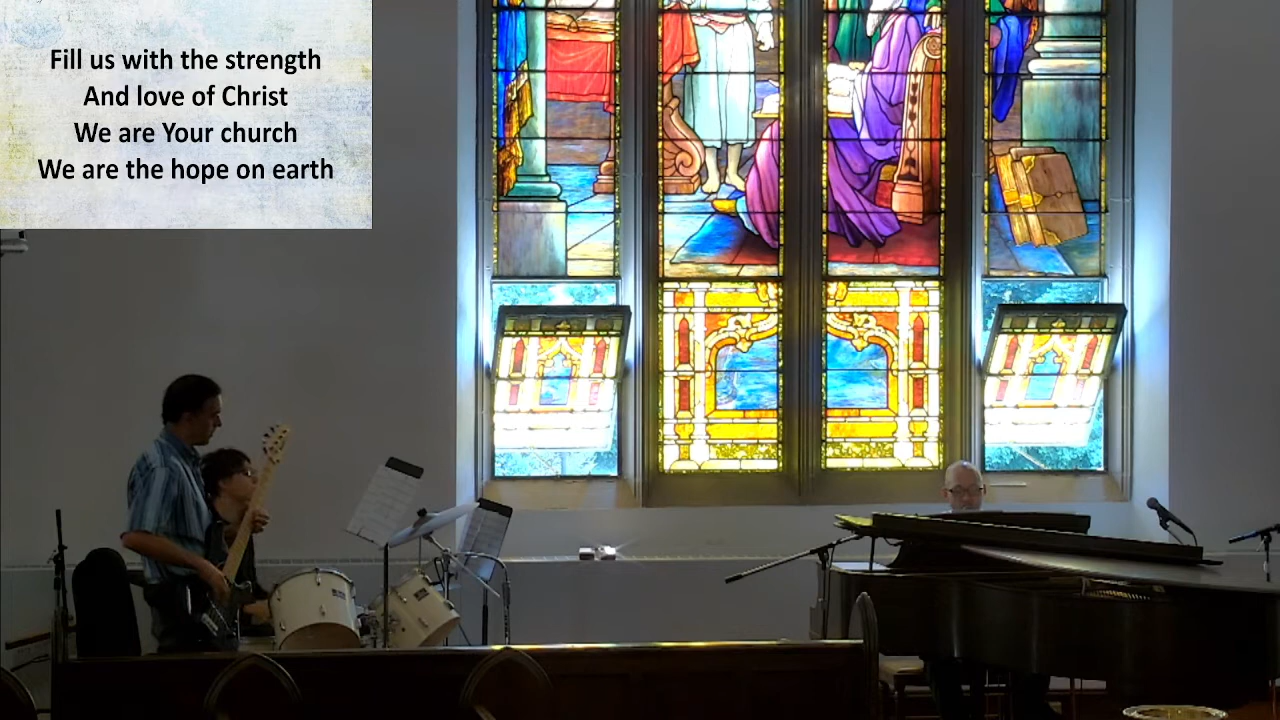 Fill us with the strength
And love of Christ
We are Your church
We are the hope on earth